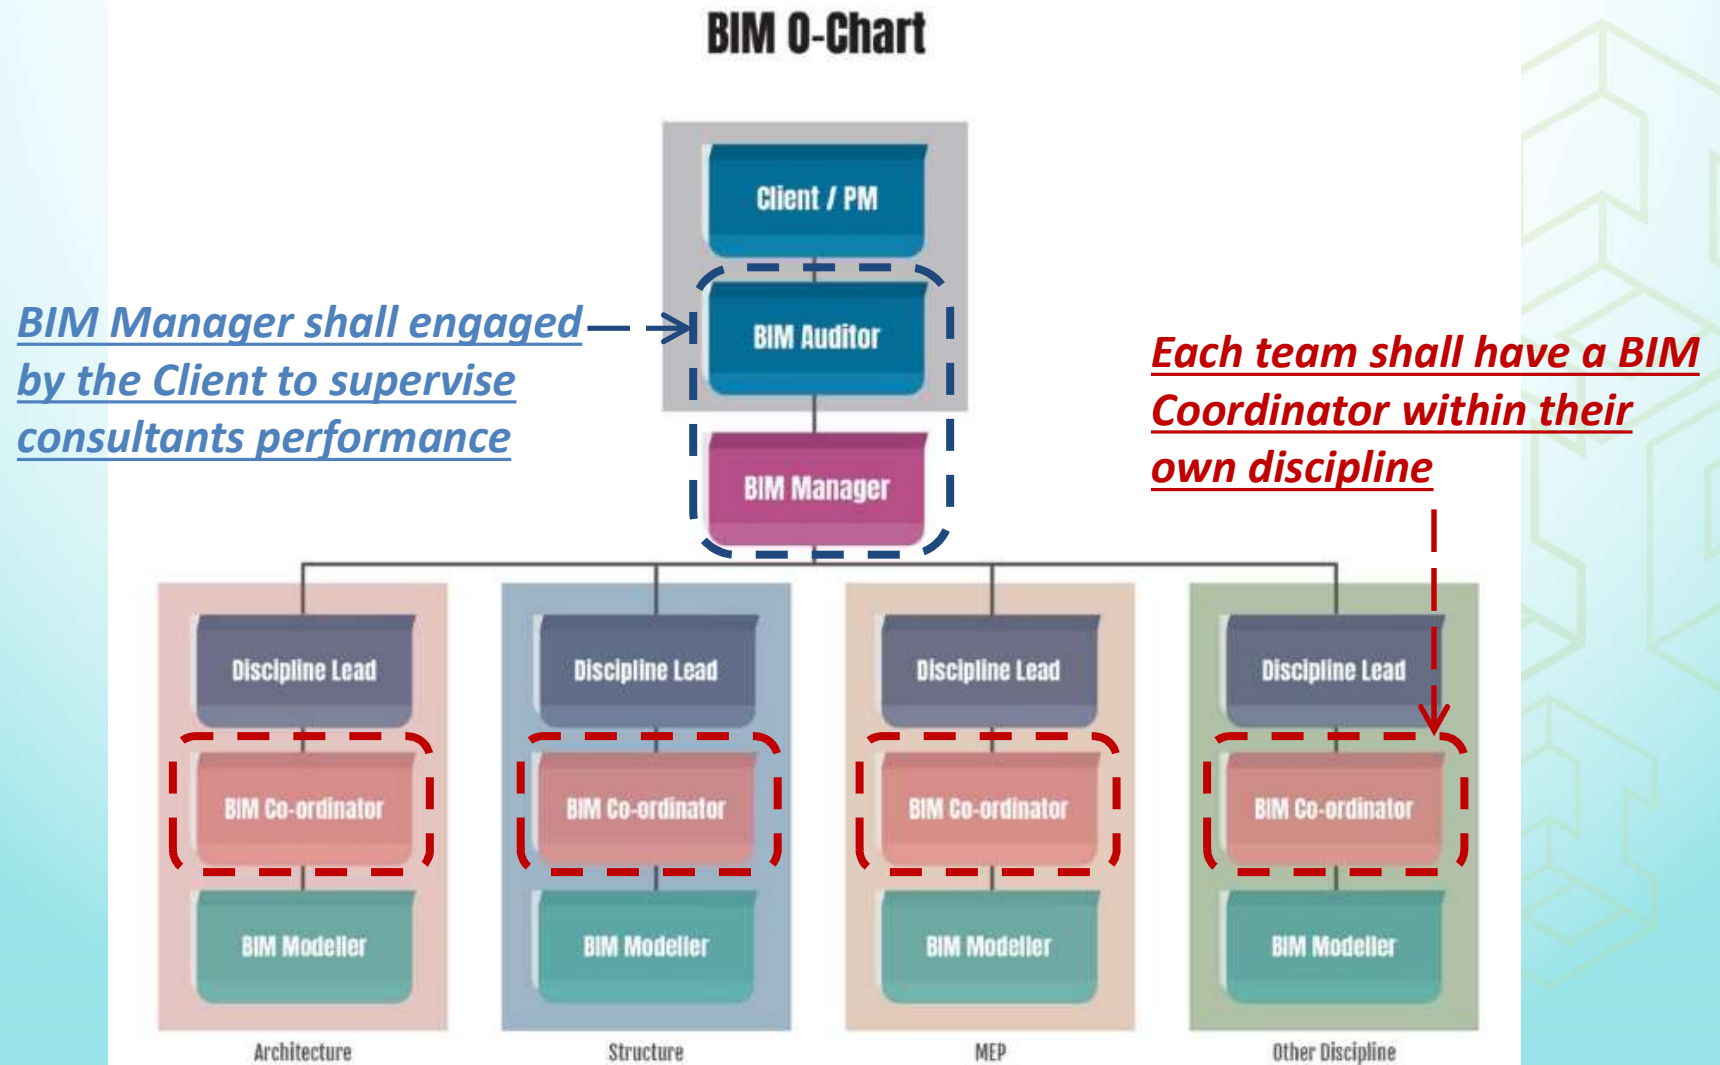 BIM O-Chart
Client / PM
BIM Auditor
BIM Manager shall engaged
by the Client to supervise
consultants performance
Each team shall have a BIM
Coordinator within their
own discipline
BIM Manager
Discipline Lead
Discipline Lead
Discipline Lead
Discipline Lead
BIM Co-ordinator
BIM Co-ordinator
BIM Co-ordinator
BIM Co-ordinator
BIM Modeller
BIM Modeller
BIM Modeller
BIM Modeller
Architecture
Structure
MEP
Other Discipline